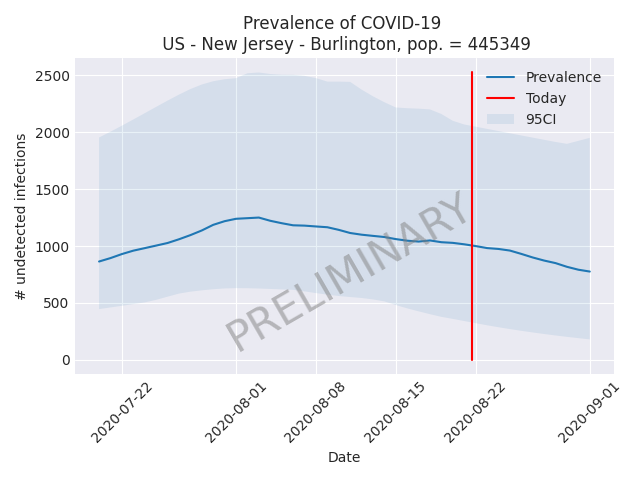 Prevalence of COVID-19
US - New Jersey - Burlington, pop. = 445349
# undetected infections
2500
2000
1500
1000
500
0
Prevalence
Today
95CI
PRELIMINARY
2020-07-22
2020-08-01
2020-08-08
2020-08-15
2020-08-22
2020-09-01
Date